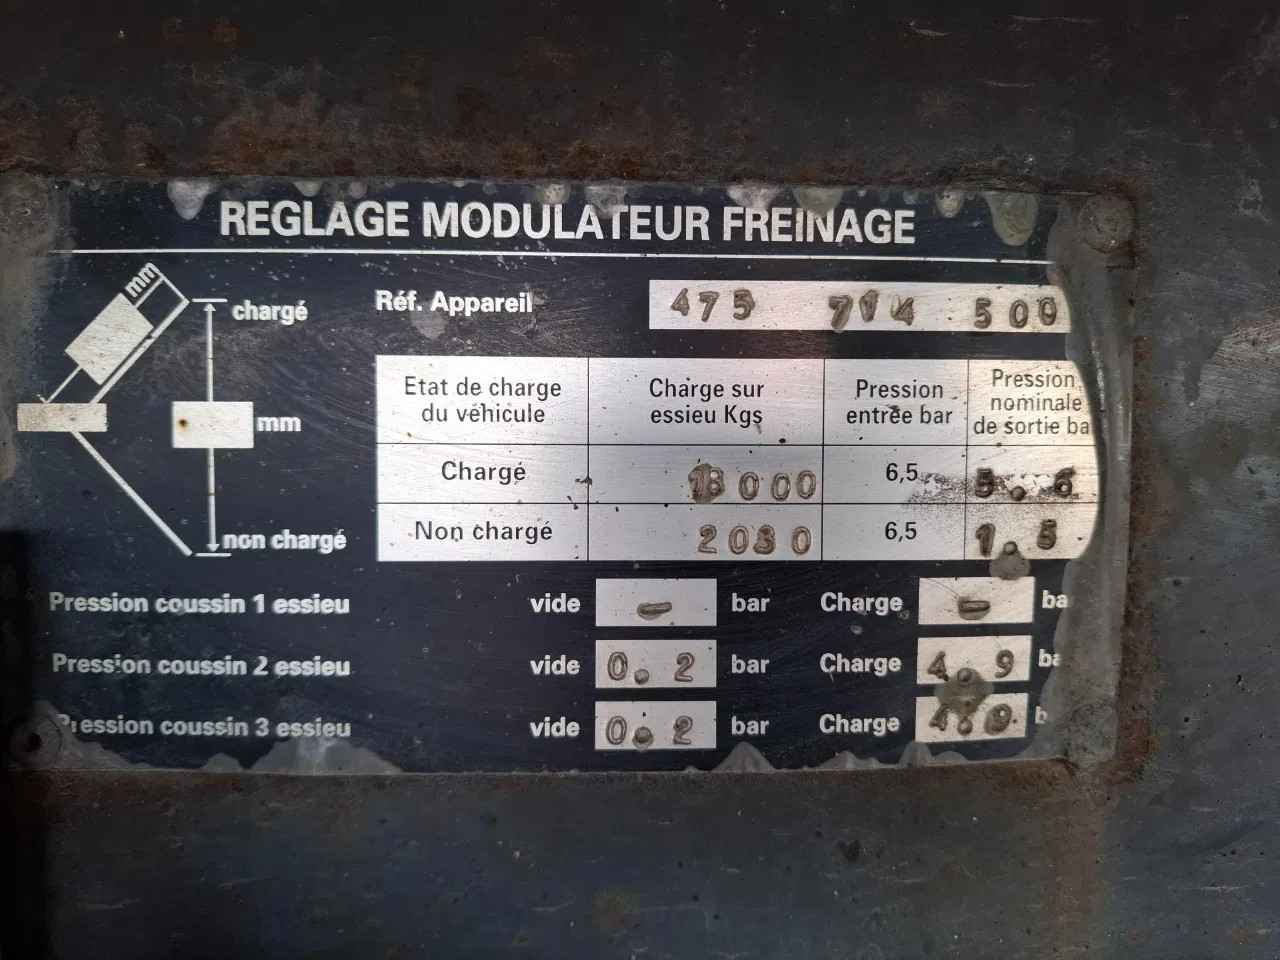 REGLAGE MODULATEUR FREINAGE
mm
chargé
Réf. Appareil 475 714 500
mm
non chargé
Etat de charge du véhicule
Charge sur essieu Kgs
Pression entrée bar
Pression nominale de sortie ba
Chargé 6,5 5.6
Non chargé 6,5 1.5
Pression coussin 1 essieu vide - bar Charge - ba
Pression coussin 2 essieu vide 0.2 bar Charge 4.9 ba
Pression coussin 3 essieu vide 0.2 bar Charge 4.9 b